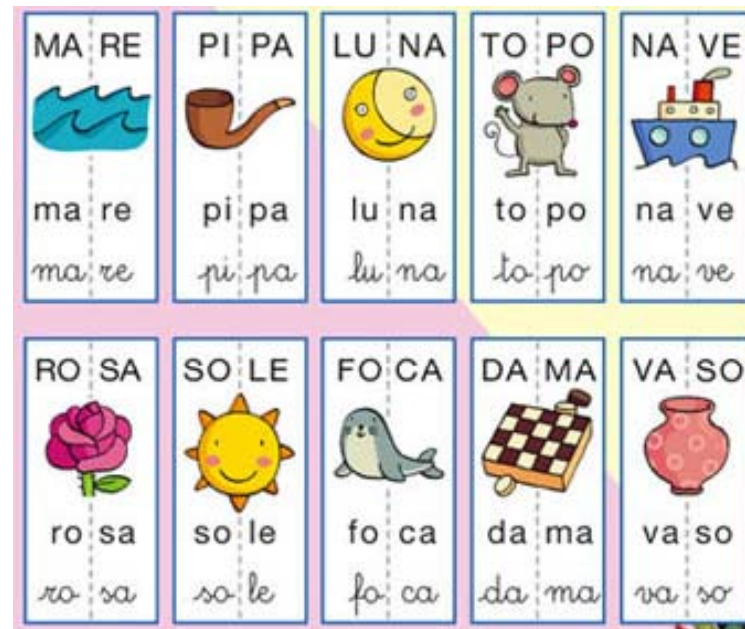 MA RE PI PA LU NA TO PO NA VE
ma re pi pa lu na to po na ve
ma re pi pa lu na to po na ve
RO SA SO LE FO CA DA MA VA SO
ro sa so le fo ca da ma va so
ro sa so le fo ca da ma va so